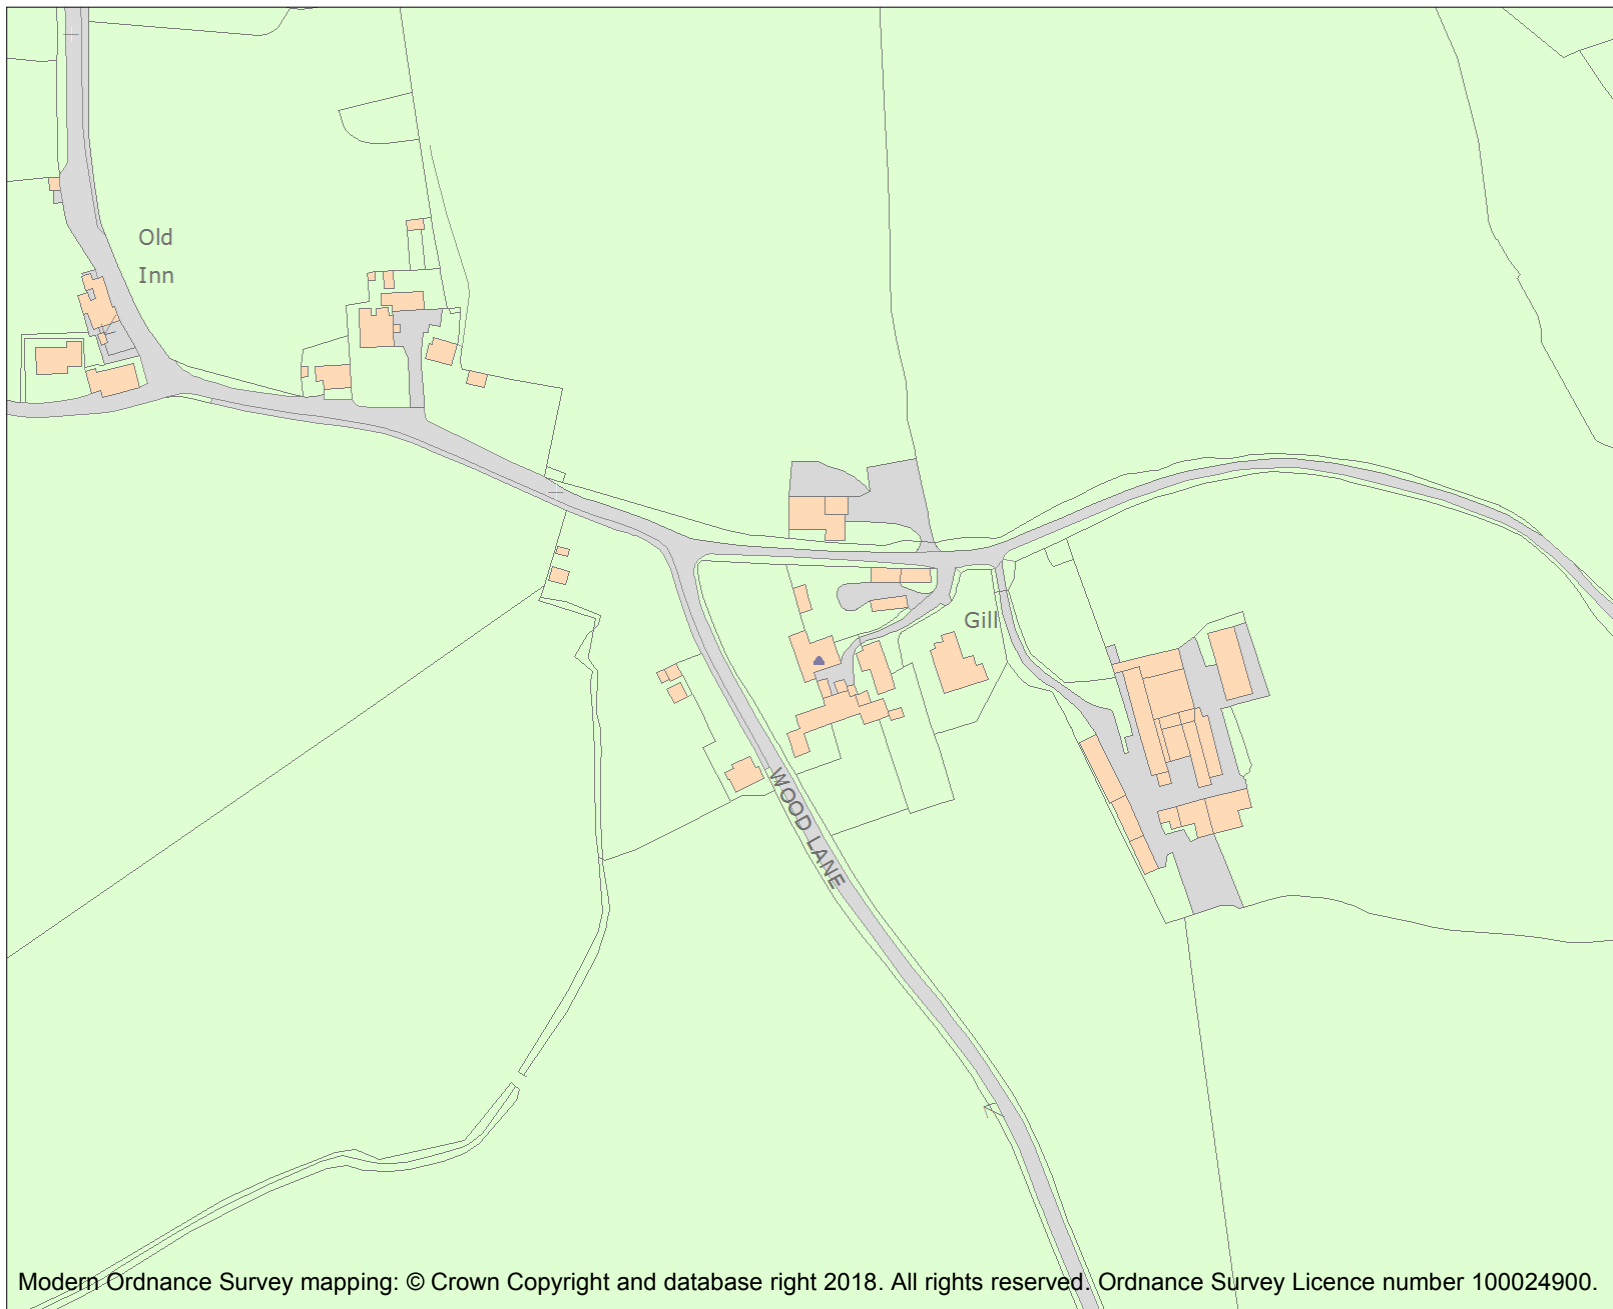 Old
Inn
Gill
WOOD LANE
Modern Ordnance Survey mapping: © Crown Copyright and database right 2018. All rights reserved. Ordnance Survey Licence number 100024900.